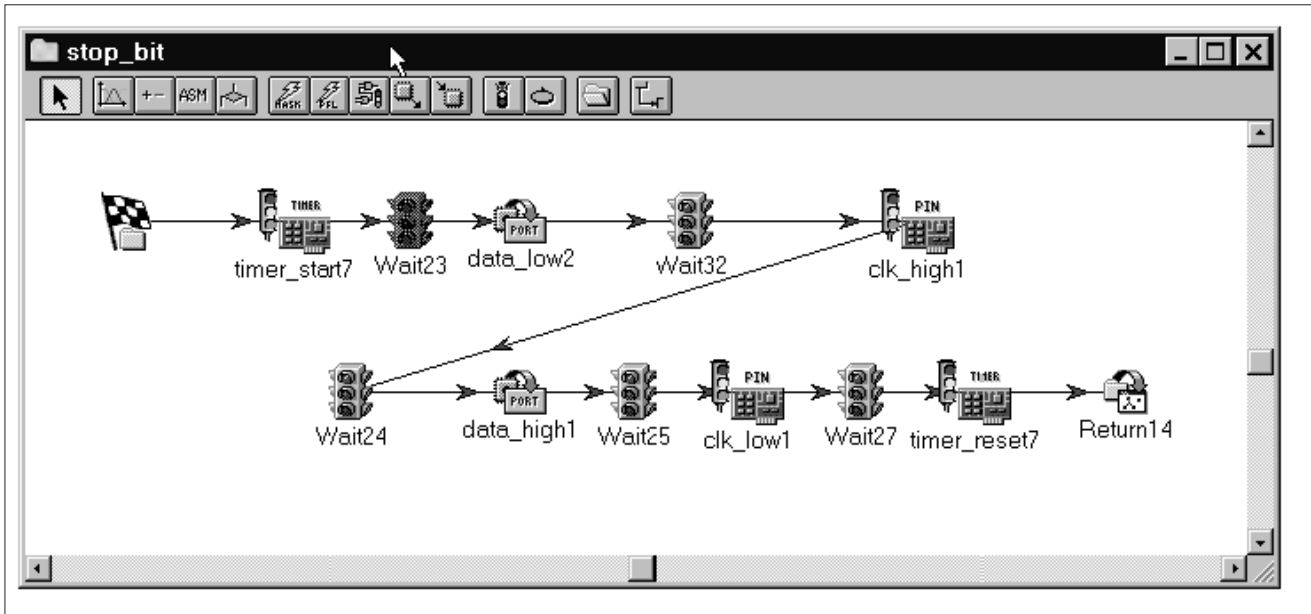 stop_bit
+- ASM MASK
TIMER PORT PIN
timer_start7 Wait23 data_low2 Wait32 clk_high1
PORT PIN TIMER
Wait24 data_high1 Wait25 clk_low1 Wait27 timer_reset7 Return14